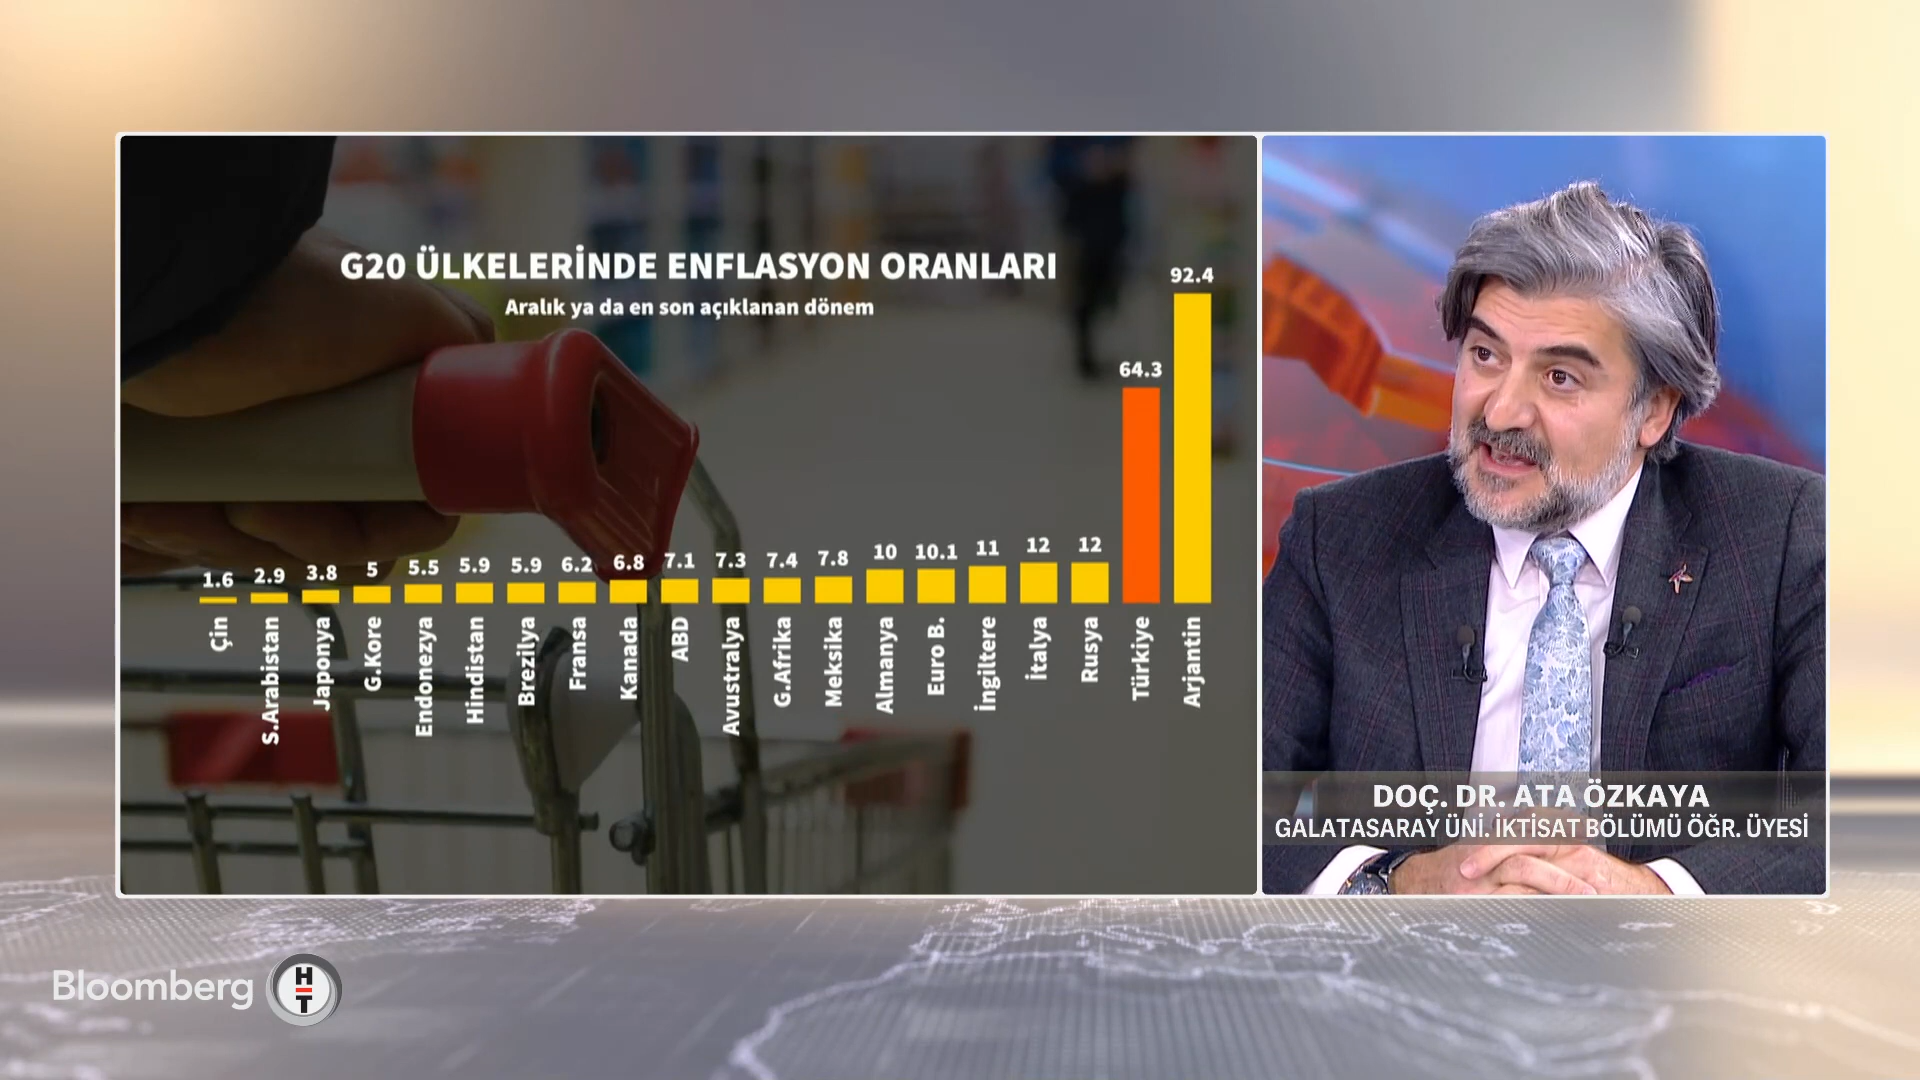 G20 ÜLKELERİNDE ENFLASYON ORANLARI
Aralık ya da en son açıklanan dönem
1.6
2.9
3.8
5
5.5
5.9
5.9
6.2
6.8
7.1
7.3
7.4
7.8
10
10.1
11
12
12
64.3
92.4
Çin
S.Arabistan
Japonya
G.Kore
Endonezya
Hindistan
Brezilya
Fransa
Kanada
ABD
Avustralya
G.Afrika
Meksika
Almanya
Euro B.
İngiltere
İtalya
Rusya
Türkiye
Arjantin
DOÇ. DR. ATA ÖZKAYA
GALATASARAY ÜNİ. İKTİSAT BÖLÜMÜ ÖĞR. ÜYESİ
Bloomberg HT